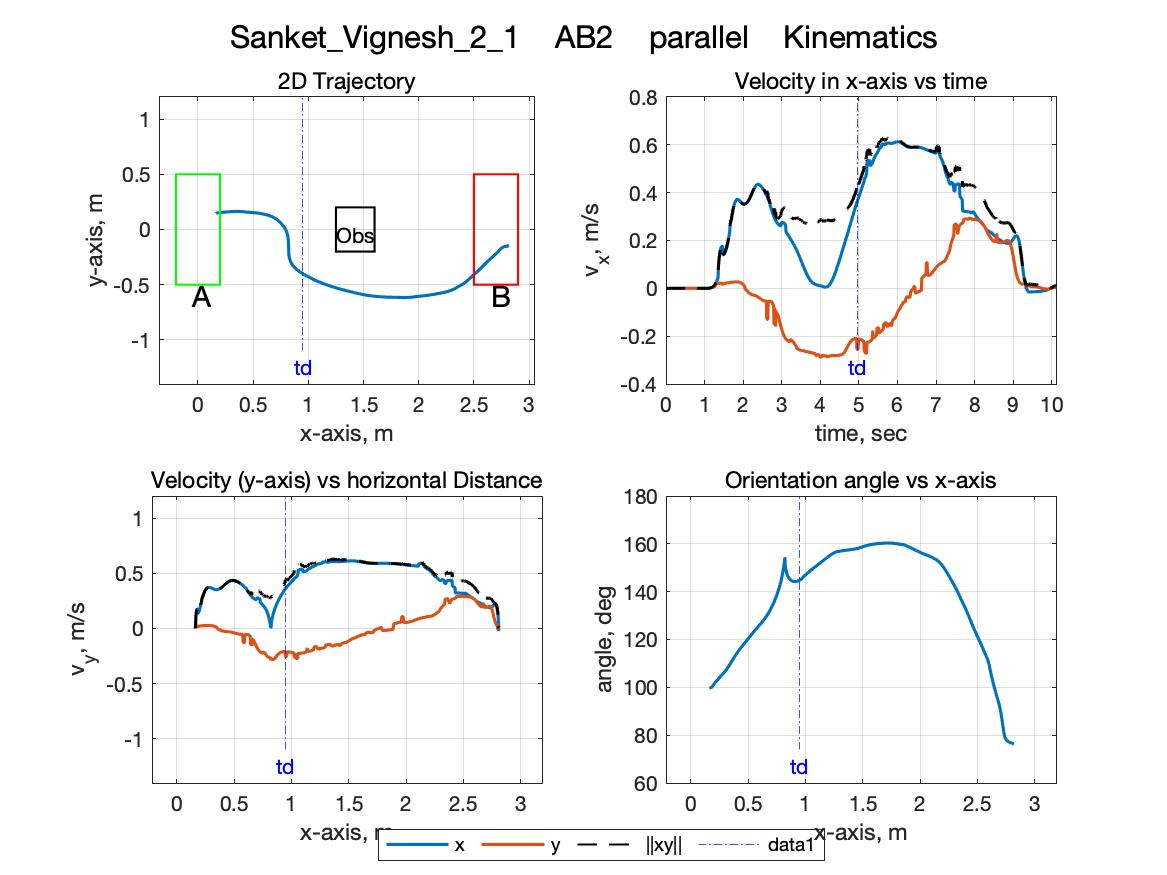 Sanket_Vignesh_2_1 AB2 parallel Kinematics
2D Trajectory
1
0.5
0
-0.5
-1
y-axis, m
A
Obs
B
td
0 0.5 1 1.5 2 2.5 3
x-axis, m
Velocity in x-axis vs time
0.8
0.6
0.4
0.2
0
-0.2
-0.4
v_x, m/s
td
0 1 2 3 4 5 6 7 8 9 10
time, sec
Velocity (y-axis) vs horizontal Distance
1
0.5
0
-0.5
-1
v_y, m/s
td
0 0.5 1 1.5 2 2.5 3
x-axis, m
Orientation angle vs x-axis
180
160
140
120
100
80
60
angle, deg
td
0 0.5 1 1.5 2 2.5 3
x-axis, m
x y ||xy|| data1